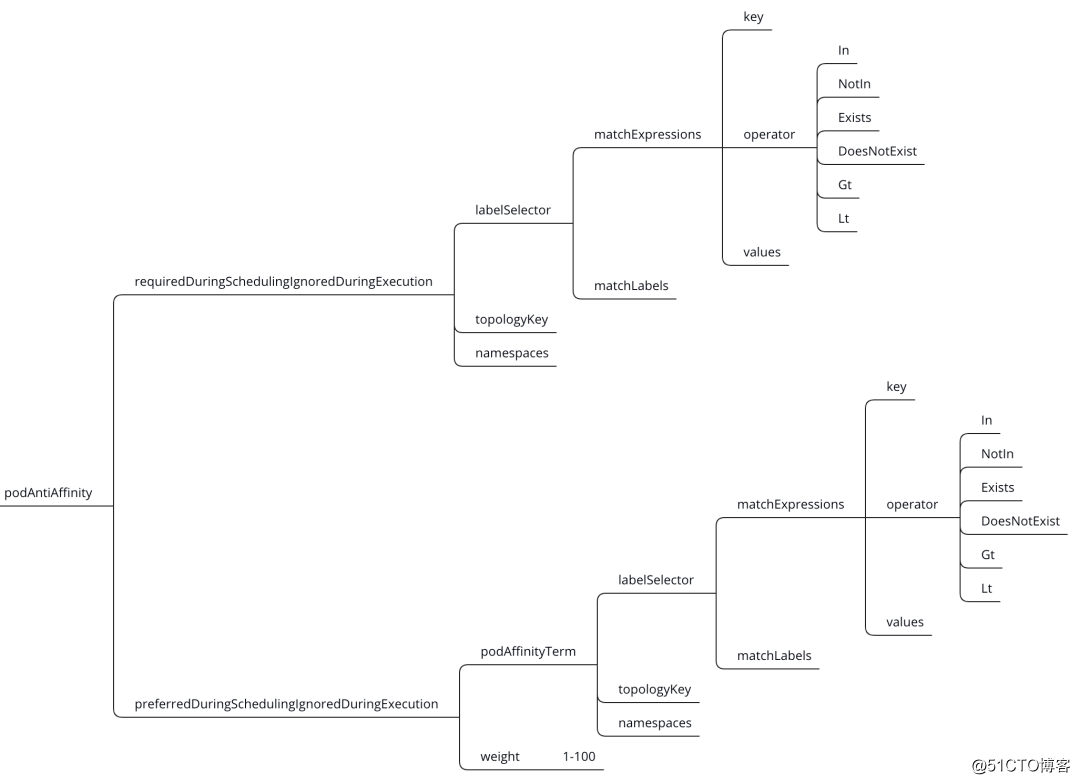 key
In
NotIn
Exists
matchExpressions
operator
DoesNotExist
Gt
labelSelector
Lt
values
requiredDuringSchedulingIgnoredDuringExecution
matchLabels
topologyKey
namespaces
key
In
NotIn
Exists
podAntiAffinity
matchExpressions
operator
DoesNotExist
Gt
labelSelector
Lt
values
podAffinityTerm
matchLabels
topologyKey
preferredDuringSchedulingIgnoredDuringExecution
namespaces
weight 1-100
@51CTO博客